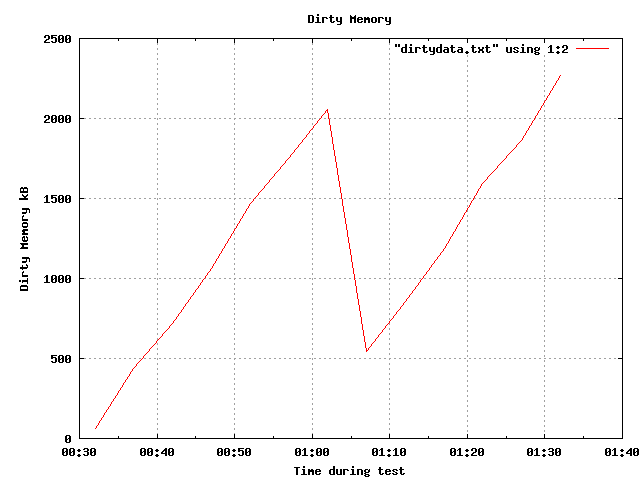 Dirty Memory
"dirtydata.txt" using 1:2
2500
2000
1500
1000
500
0
Dirty Memory kB
00:30 00:40 00:50 01:00 01:10 01:20 01:30 01:40
Time during test